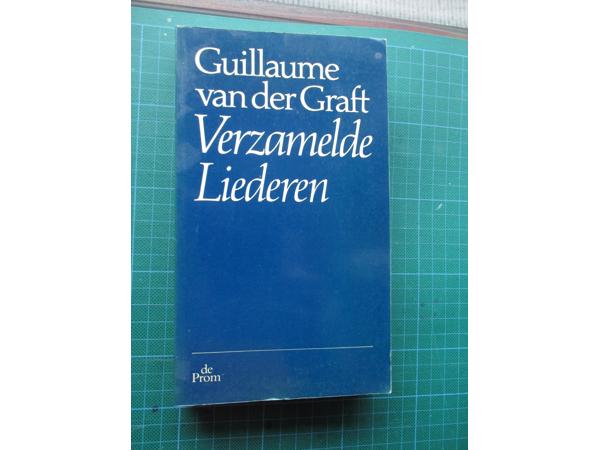 Guillaume
van der Graft
Verzamelde
Liederen
de
Prom